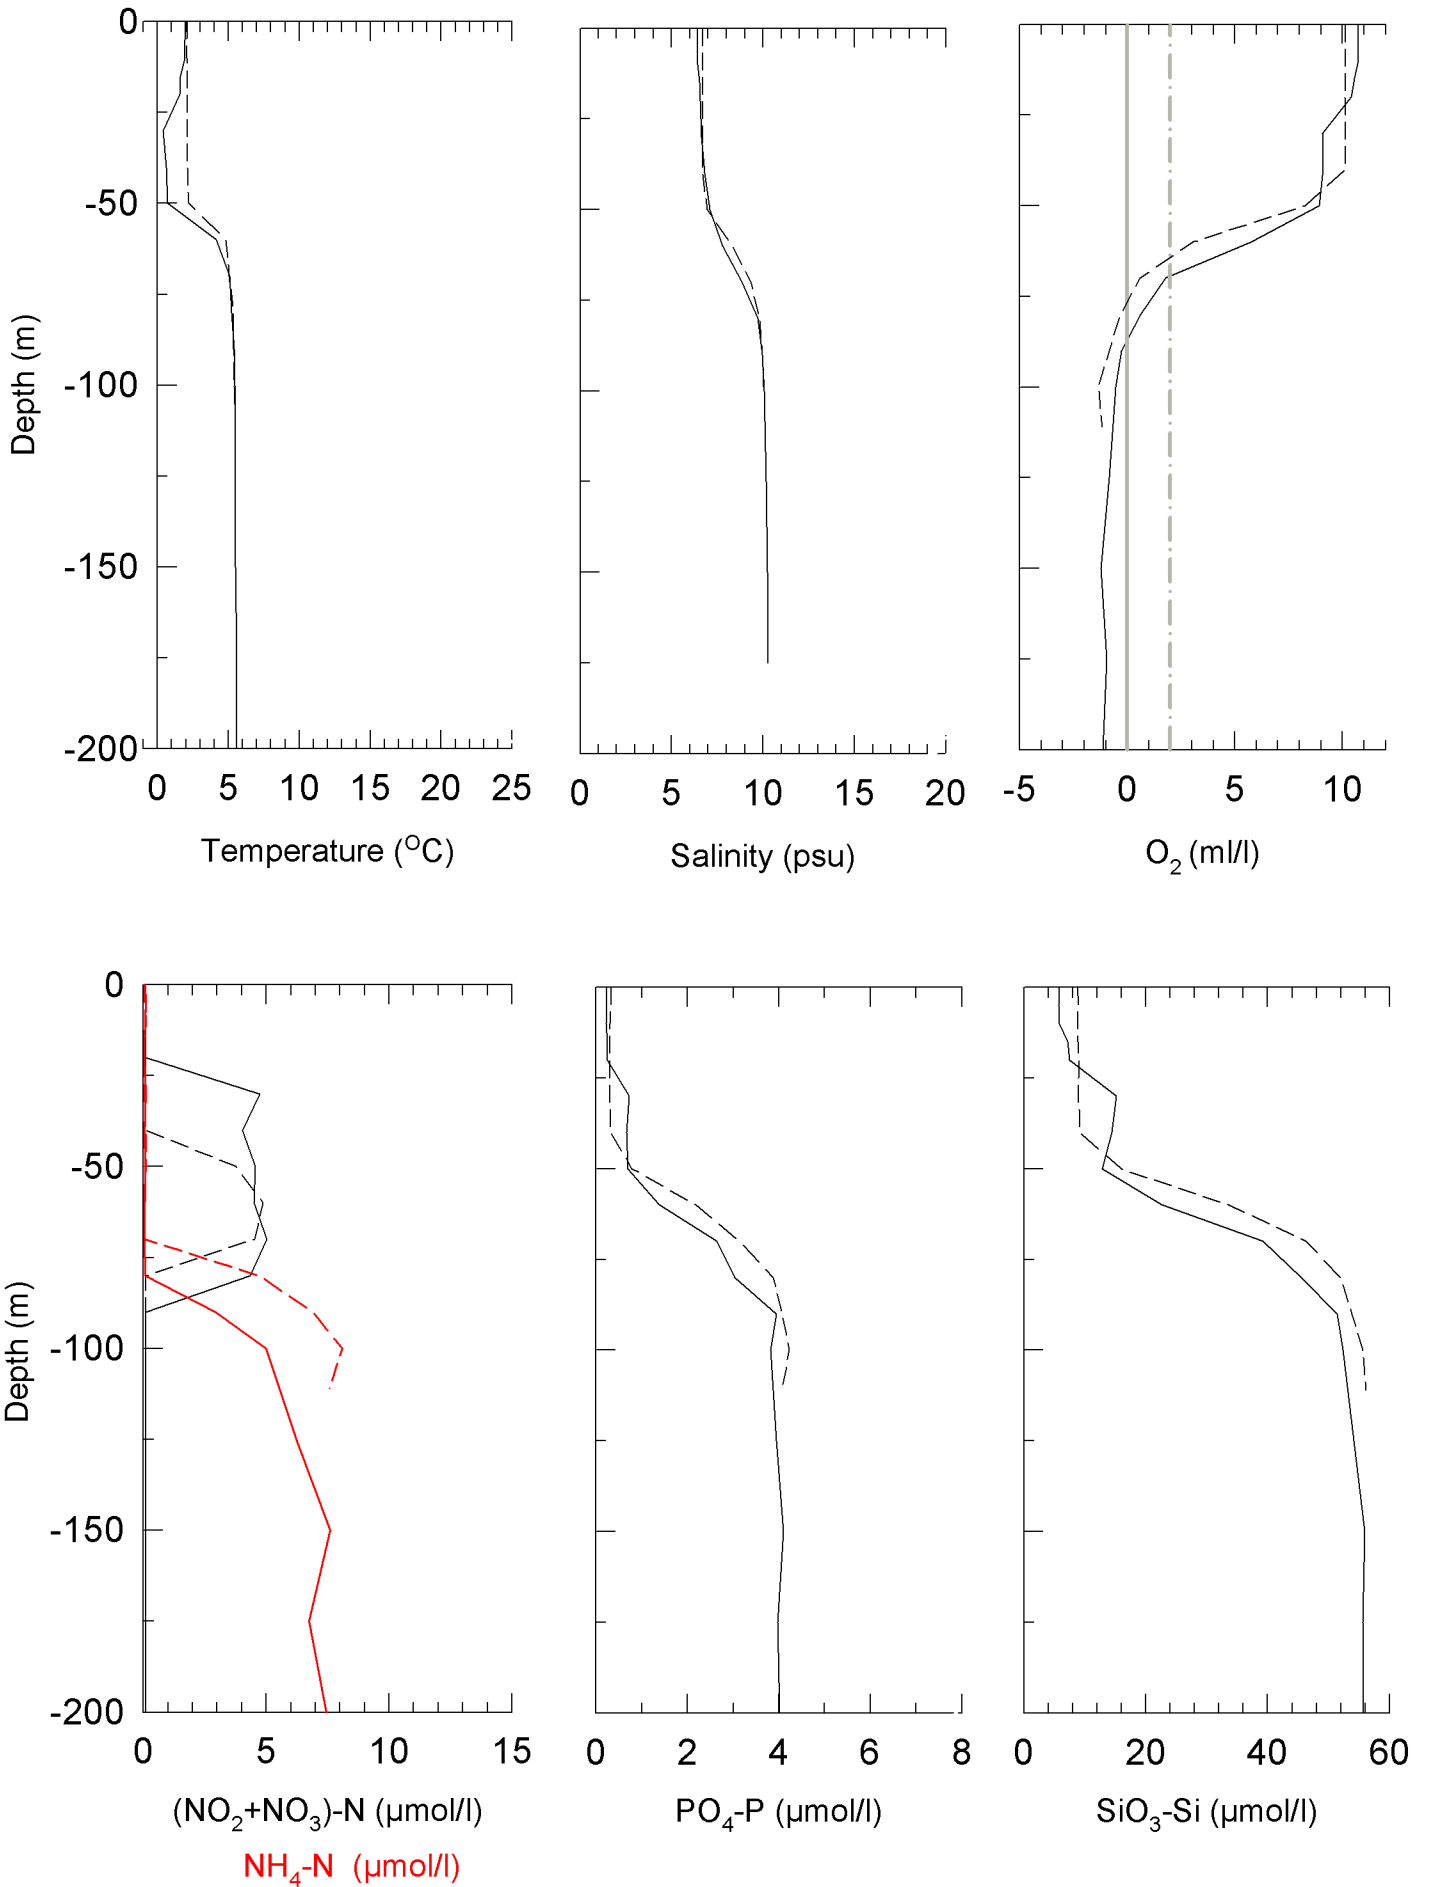 0
-50
-100
-150
-200
Depth (m)
0 5 10 15 20 25
Temperature (°C)
0 5 10 15 20
Salinity (psu)
-5 0 5 10
O₂ (ml/l)
0
-50
-100
-150
-200
Depth (m)
0 5 10 15
(NO₂+NO₃)-N (µmol/l)
NH₄-N (µmol/l)
0 2 4 6 8
PO₄-P (µmol/l)
0 20 40 60
SiO₃-Si (µmol/l)